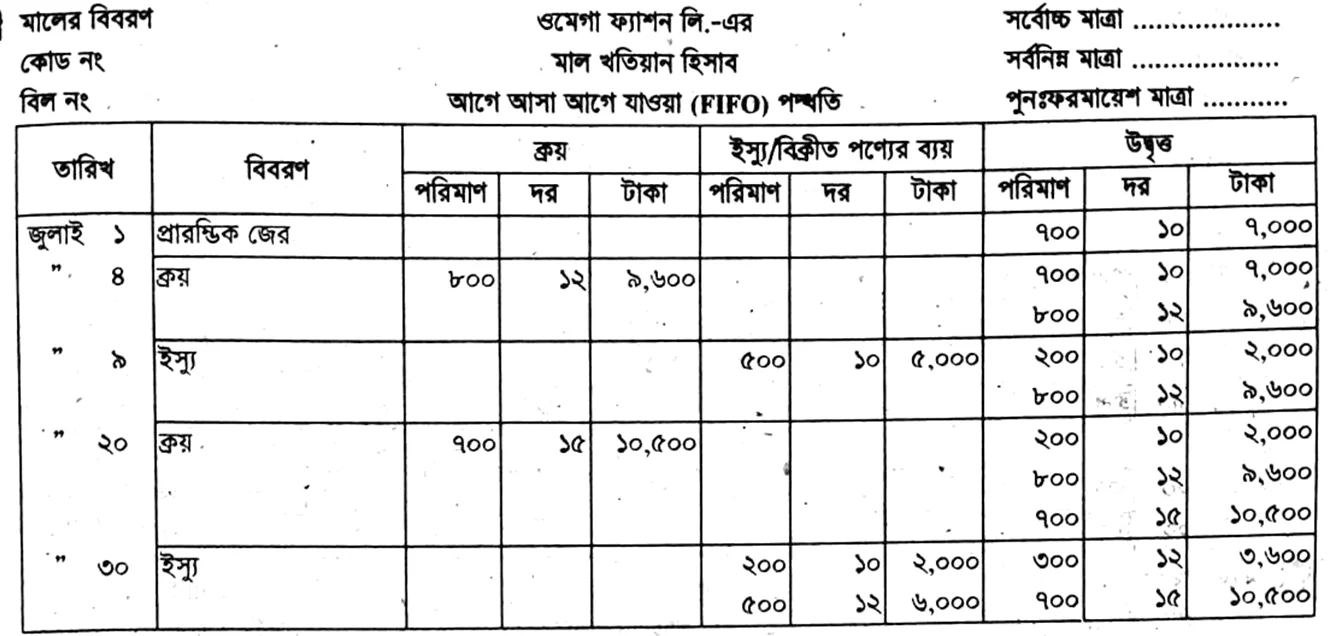 মালের বিবরণ ওমেগা ফ্যাশন লি.-এর সর্বোচ্চ মাত্রা ....................
কোড নং মাল খতিয়ান হিসাব সর্বনিম্ন মাত্রা ....................
বিল নং আগে আসা আগে যাওয়া (FIFO) পদ্ধতি পুনঃফরমায়েশ মাত্রা ...........
তারিখ বিবরণ ক্রয় ইস্যু/বিক্রীত পণ্যের ব্যয় উদ্বৃত্ত
পরিমাণ দর টাকা পরিমাণ দর টাকা পরিমাণ দর টাকা
জুলাই ১ প্রারম্ভিক জের ৭০০ ১০ ৭,০০০
" ৪ ক্রয় ৮০০ ১২ ৯,৬০০ ৭০০ ১০ ৭,০০০
৮০০ ১২ ৯,৬০০
" ৯ ইস্যু ৫০০ ১০ ৫,০০০ ২০০ ১০ ২,০০০
৮০০ ১২ ৯,৬০০
" ২০ ক্রয় ৭০০ ১৫ ১০,৫০০ ২০০ ১০ ২,০০০
৮০০ ১২ ৯,৬০০
৭০০ ১৫ ১০,৫০০
" ৩০ ইস্যু ২০০ ১০ ২,০০০ ৩০০ ১২ ৩,৬০০
৫০০ ১২ ৬,০০০ ৭০০ ১৫ ১০,৫০০